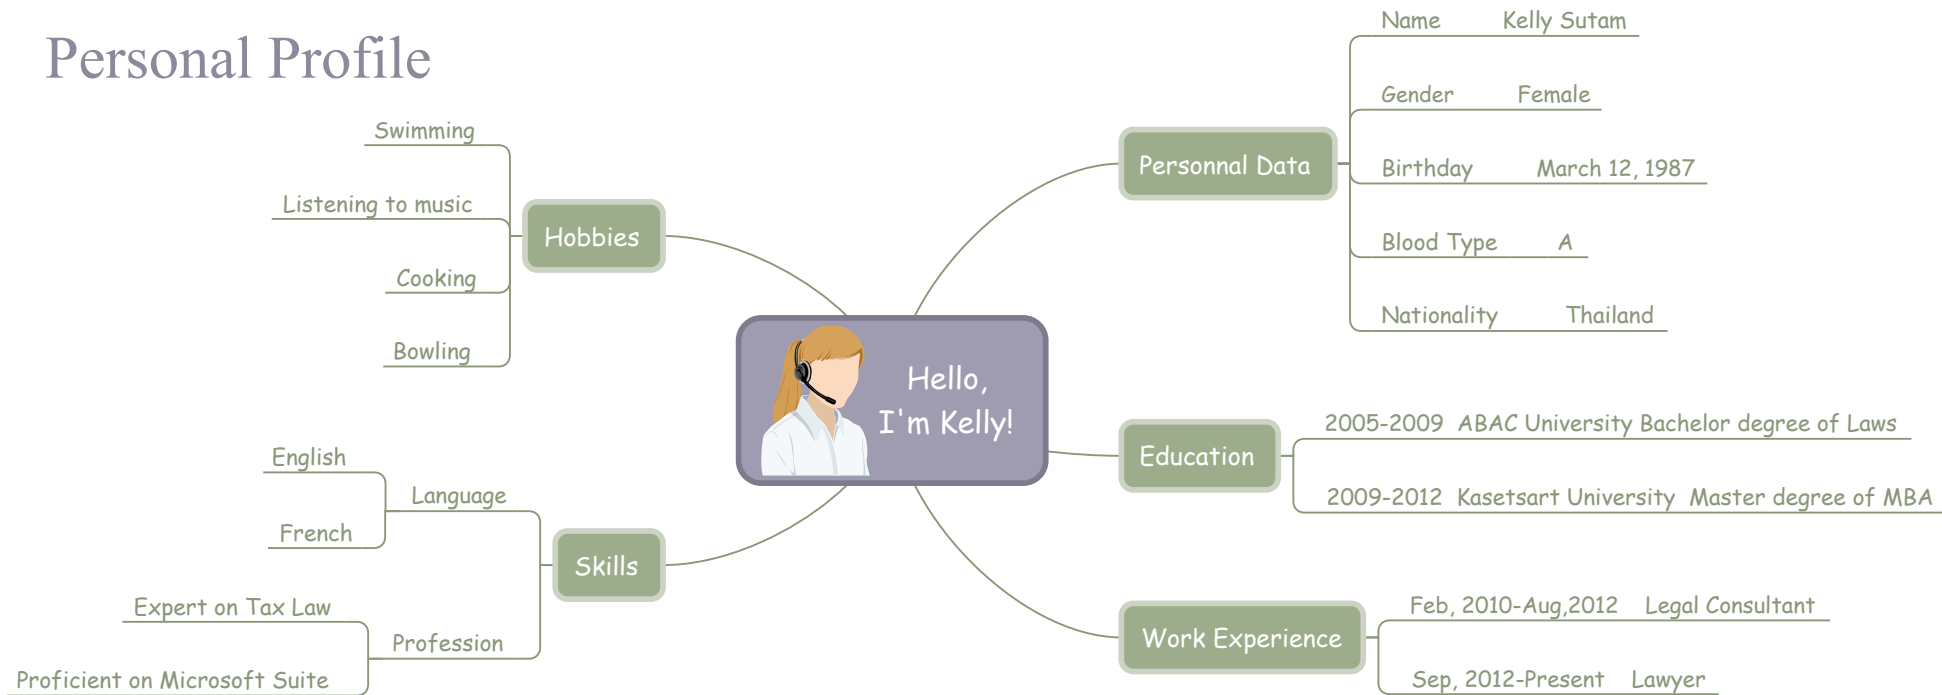 Personal Profile
Hello,
I'm Kelly!
Personnal Data
Name Kelly Sutam
Gender Female
Birthday March 12, 1987
Blood Type A
Nationality Thailand
Education
2005-2009 ABAC University Bachelor degree of Laws
2009-2012 Kasetsart University Master degree of MBA
Work Experience
Feb, 2010-Aug,2012 Legal Consultant
Sep, 2012-Present Lawyer
Hobbies
Swimming
Listening to music
Cooking
Bowling
Skills
Language
English
French
Profession
Expert on Tax Law
Proficient on Microsoft Suite